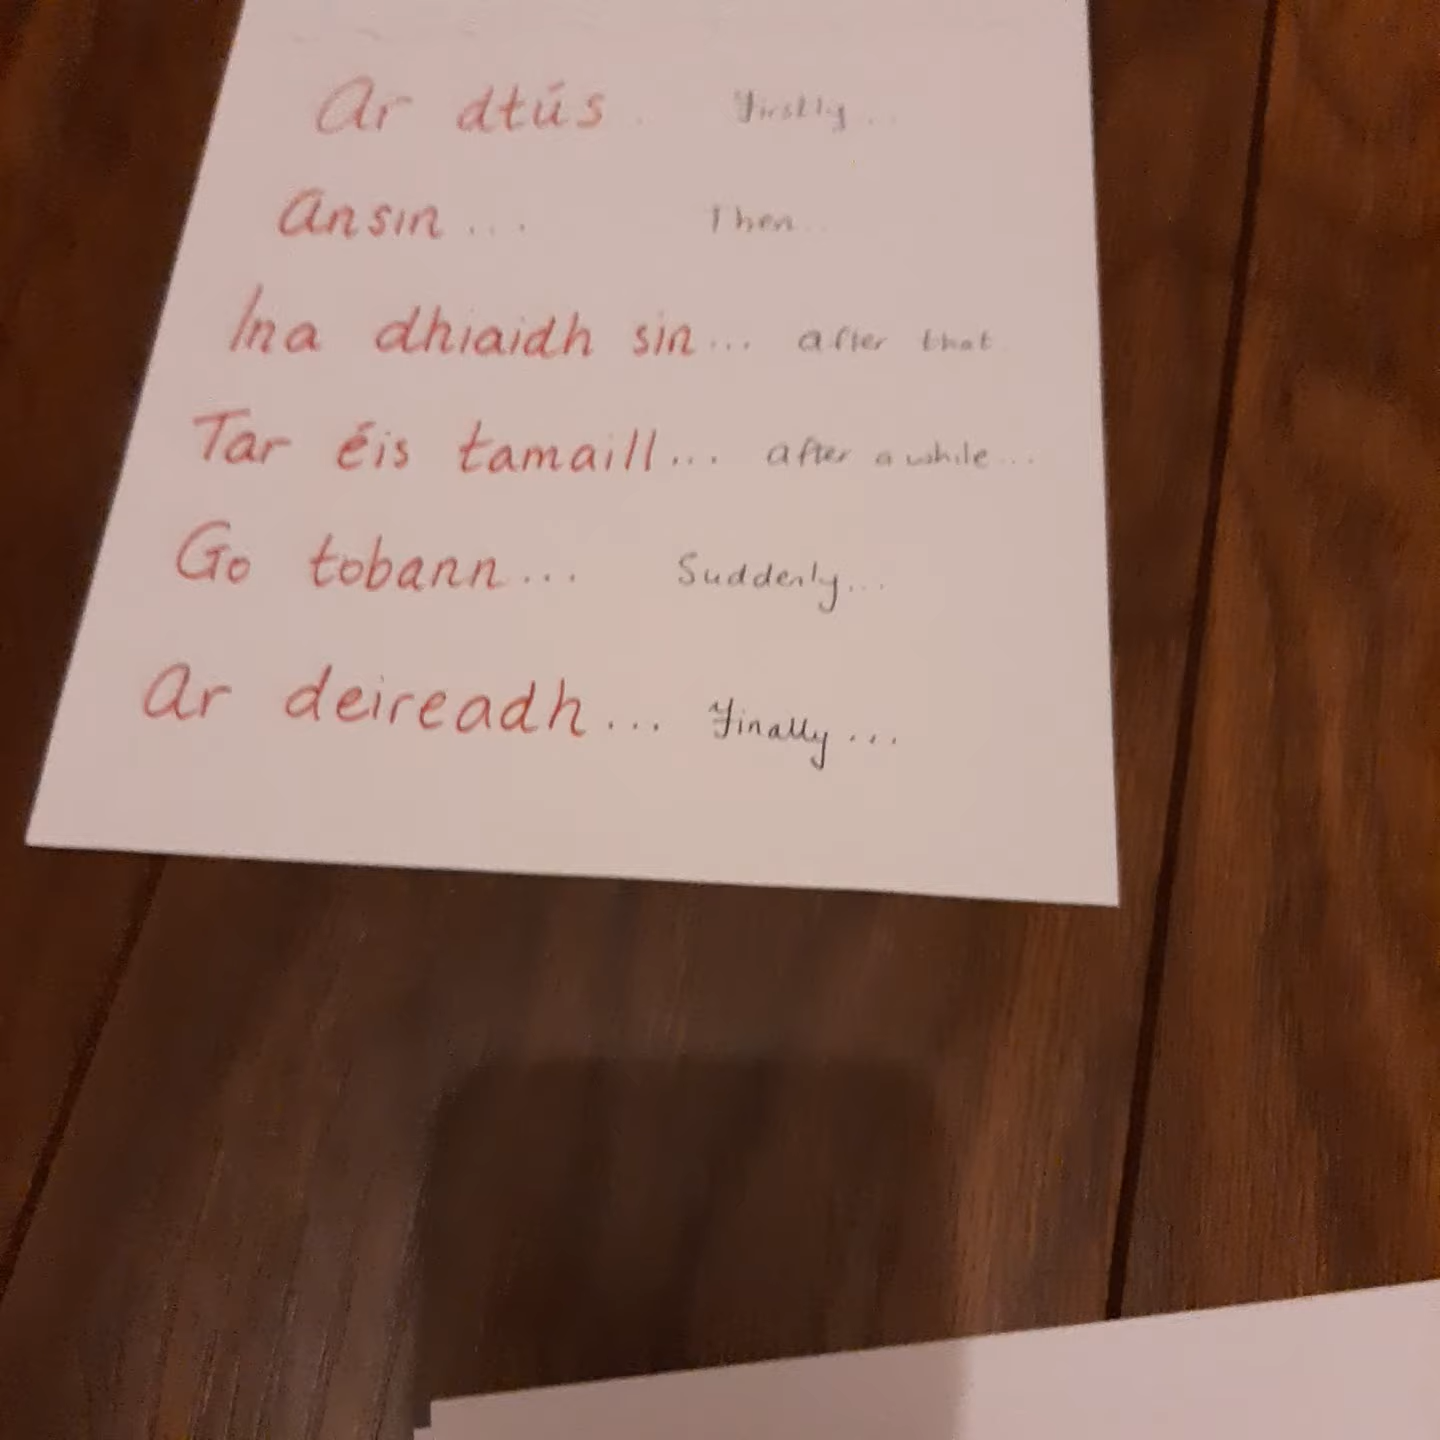 Ar dtús. Firstly...
Ansin... Then..
Ina dhiaidh sin... after that
Tar éis tamaill... after a while...
Go tobann... Suddenly...
Ar deireadh... Finally...